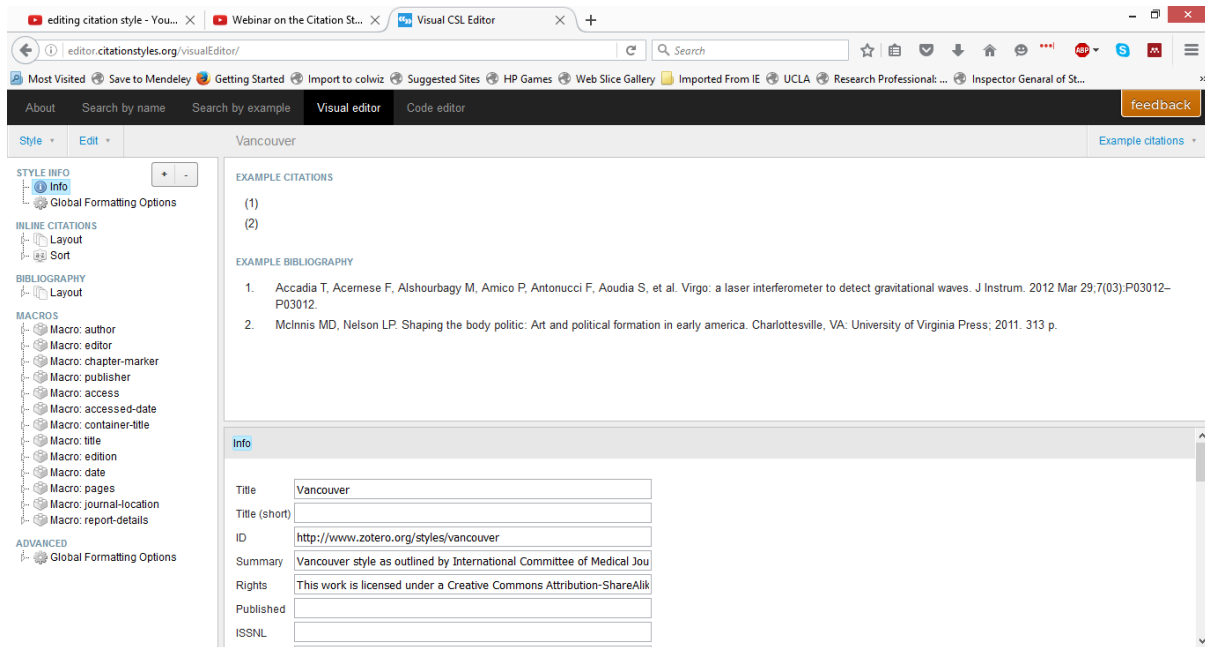 editing citation style - You...
Webinar on the Citation St...
Visual CSL Editor
editor.citationstyles.org/visualEditor/
Search
ABP
Most Visited Save to Mendeley Getting Started Import to colwiz Suggested Sites HP Games Web Slice Gallery Imported From IE UCLA Research Professional: ... Inspector Genaral of St...
About Search by name Search by example Visual editor Code editor
feedback
Style Edit
Vancouver
Example citations
STYLE INFO
+ -
Info
Global Formatting Options
INLINE CITATIONS
Layout
Sort
BIBLIOGRAPHY
Layout
MACROS
Macro: author
Macro: editor
Macro: chapter-marker
Macro: publisher
Macro: access
Macro: accessed-date
Macro: container-title
Macro: title
Macro: edition
Macro: date
Macro: pages
Macro: journal-location
Macro: report-details
ADVANCED
Global Formatting Options
EXAMPLE CITATIONS
(1)
(2)
EXAMPLE BIBLIOGRAPHY
1. Accadia T, Acernese F, Alshourbagy M, Amico P, Antonucci F, Aoudia S, et al. Virgo: a laser interferometer to detect gravitational waves. J Instrum. 2012 Mar 29;7(03):P03012–
P03012.
2. McInnis MD, Nelson LP. Shaping the body politic: Art and political formation in early america. Charlottesville, VA: University of Virginia Press; 2011. 313 p.
Info
Title Vancouver
Title (short)
ID http://www.zotero.org/styles/vancouver
Summary Vancouver style as outlined by International Committee of Medical Jou
Rights This work is licensed under a Creative Commons Attribution-ShareAlik
Published
ISSNL